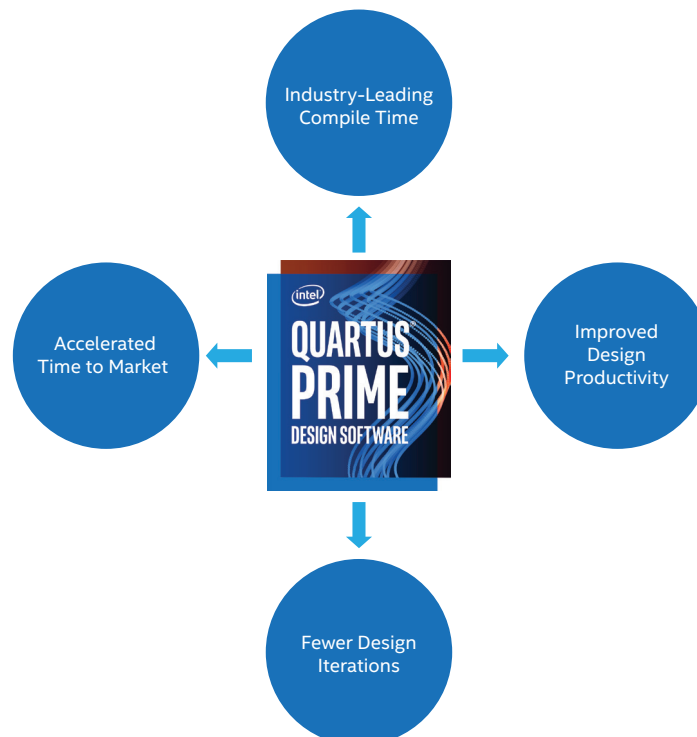 Industry-Leading
Compile Time
Accelerated
Time to Market
intel
QUARTUS®
PRIME
DESIGN SOFTWARE
Improved
Design
Productivity
Fewer Design
Iterations